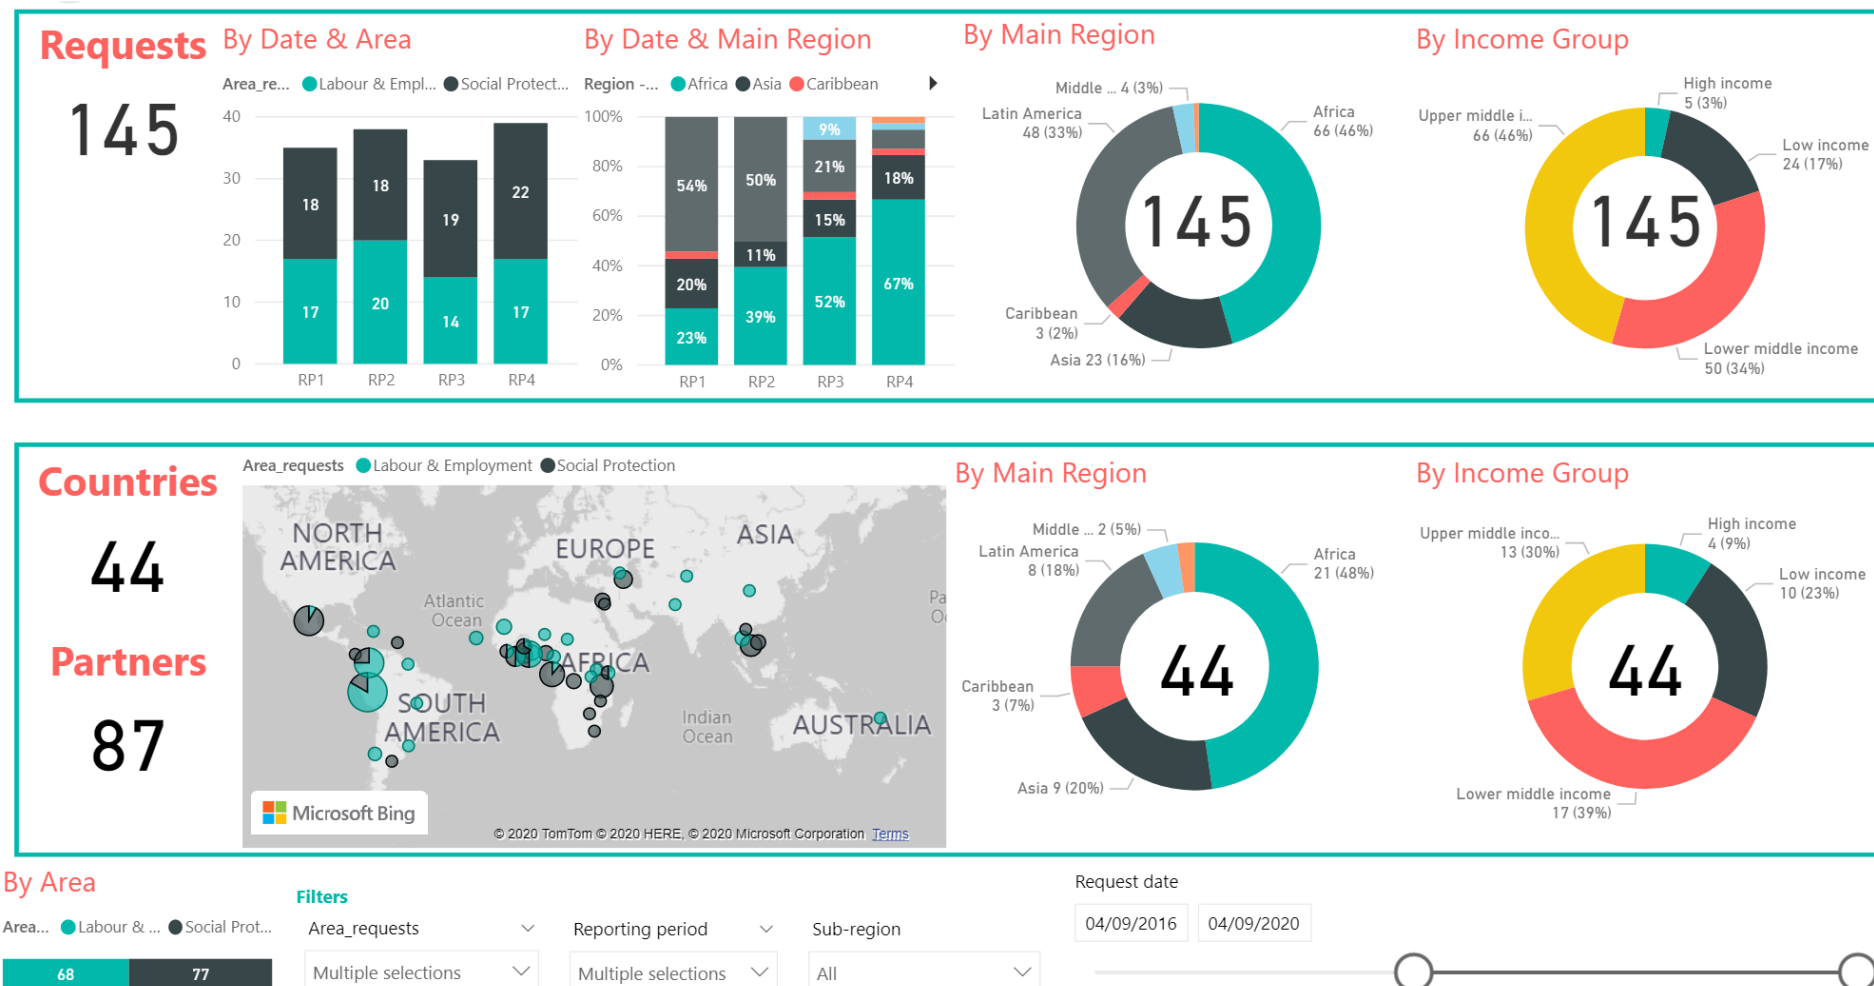 Requests
145
By Date & Area
Area_re... Labour & Empl... Social Protect...
40
30
20
10
0
18
18
19
22
17
20
14
17
RP1 RP2 RP3 RP4
By Date & Main Region
Region -... Africa Asia Caribbean
100%
80%
60%
40%
20%
0%
54%
20%
23%
50%
11%
39%
9%
21%
15%
52%
18%
67%
RP1 RP2 RP3 RP4
By Main Region
Middle ... 4 (3%)
Latin America
48 (33%)
Africa
66 (46%)
145
Caribbean
3 (2%)
Asia 23 (16%)
By Income Group
High income
5 (3%)
Upper middle i...
66 (46%)
Low income
24 (17%)
145
Lower middle income
50 (34%)
Countries
44
Partners
87
Area_requests Labour & Employment Social Protection
NORTH
AMERICA
EUROPE
ASIA
Atlantic
Ocean
Pa
O
AFRICA
SOUTH
AMERICA
Indian
Ocean
AUSTRALIA
Microsoft Bing
© 2020 TomTom © 2020 HERE, © 2020 Microsoft Corporation Terms
By Main Region
Middle ... 2 (5%)
Latin America
8 (18%)
Africa
21 (48%)
44
Caribbean
3 (7%)
Asia 9 (20%)
By Income Group
High income
4 (9%)
Upper middle inco...
13 (30%)
Low income
10 (23%)
44
Lower middle income
17 (39%)
By Area
Area... Labour & ... Social Prot...
68 77
Filters
Area_requests
Multiple selections
Reporting period
Multiple selections
Sub-region
All
Request date
04/09/2016 04/09/2020